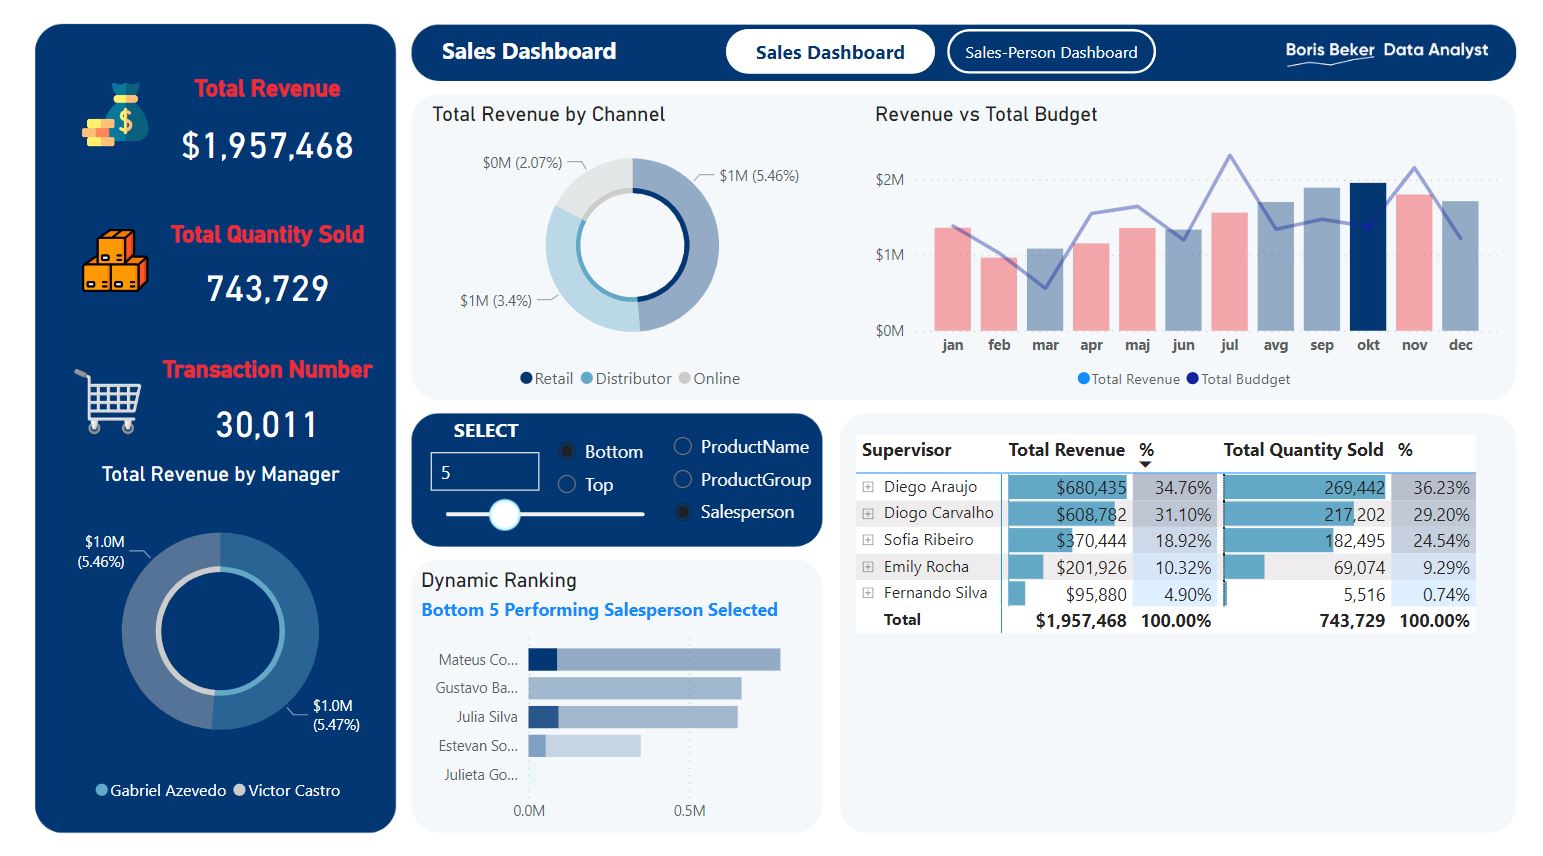 Total Revenue
$1,957,468
Total Quantity Sold
743,729
Transaction Number
30,011
Total Revenue by Manager
$1.0M
(5.46%)
$1.0M
(5.47%)
Gabriel Azevedo Victor Castro
Sales Dashboard
Sales Dashboard
Sales-Person Dashboard
Boris Beker Data Analyst
Total Revenue by Channel
$0M (2.07%)
$1M (5.46%)
$1M (3.4%)
Retail Distributor Online
Revenue vs Total Budget
$2M
$1M
$0M
jan feb mar apr maj jun jul avg sep okt nov dec
Total Revenue Total Buddget
SELECT
5
Bottom
Top
ProductName
ProductGroup
Salesperson
Dynamic Ranking
Bottom 5 Performing Salesperson Selected
Mateus Co...
Gustavo Ba...
Julia Silva
Estevan So...
Julieta Go...
0.0M 0.5M
Supervisor Total Revenue % Total Quantity Sold %
Diego Araujo $680,435 34.76% 269,442 36.23%
Diogo Carvalho $608,782 31.10% 217,202 29.20%
Sofia Ribeiro $370,444 18.92% 182,495 24.54%
Emily Rocha $201,926 10.32% 69,074 9.29%
Fernando Silva $95,880 4.90% 5,516 0.74%
Total $1,957,468 100.00% 743,729 100.00%